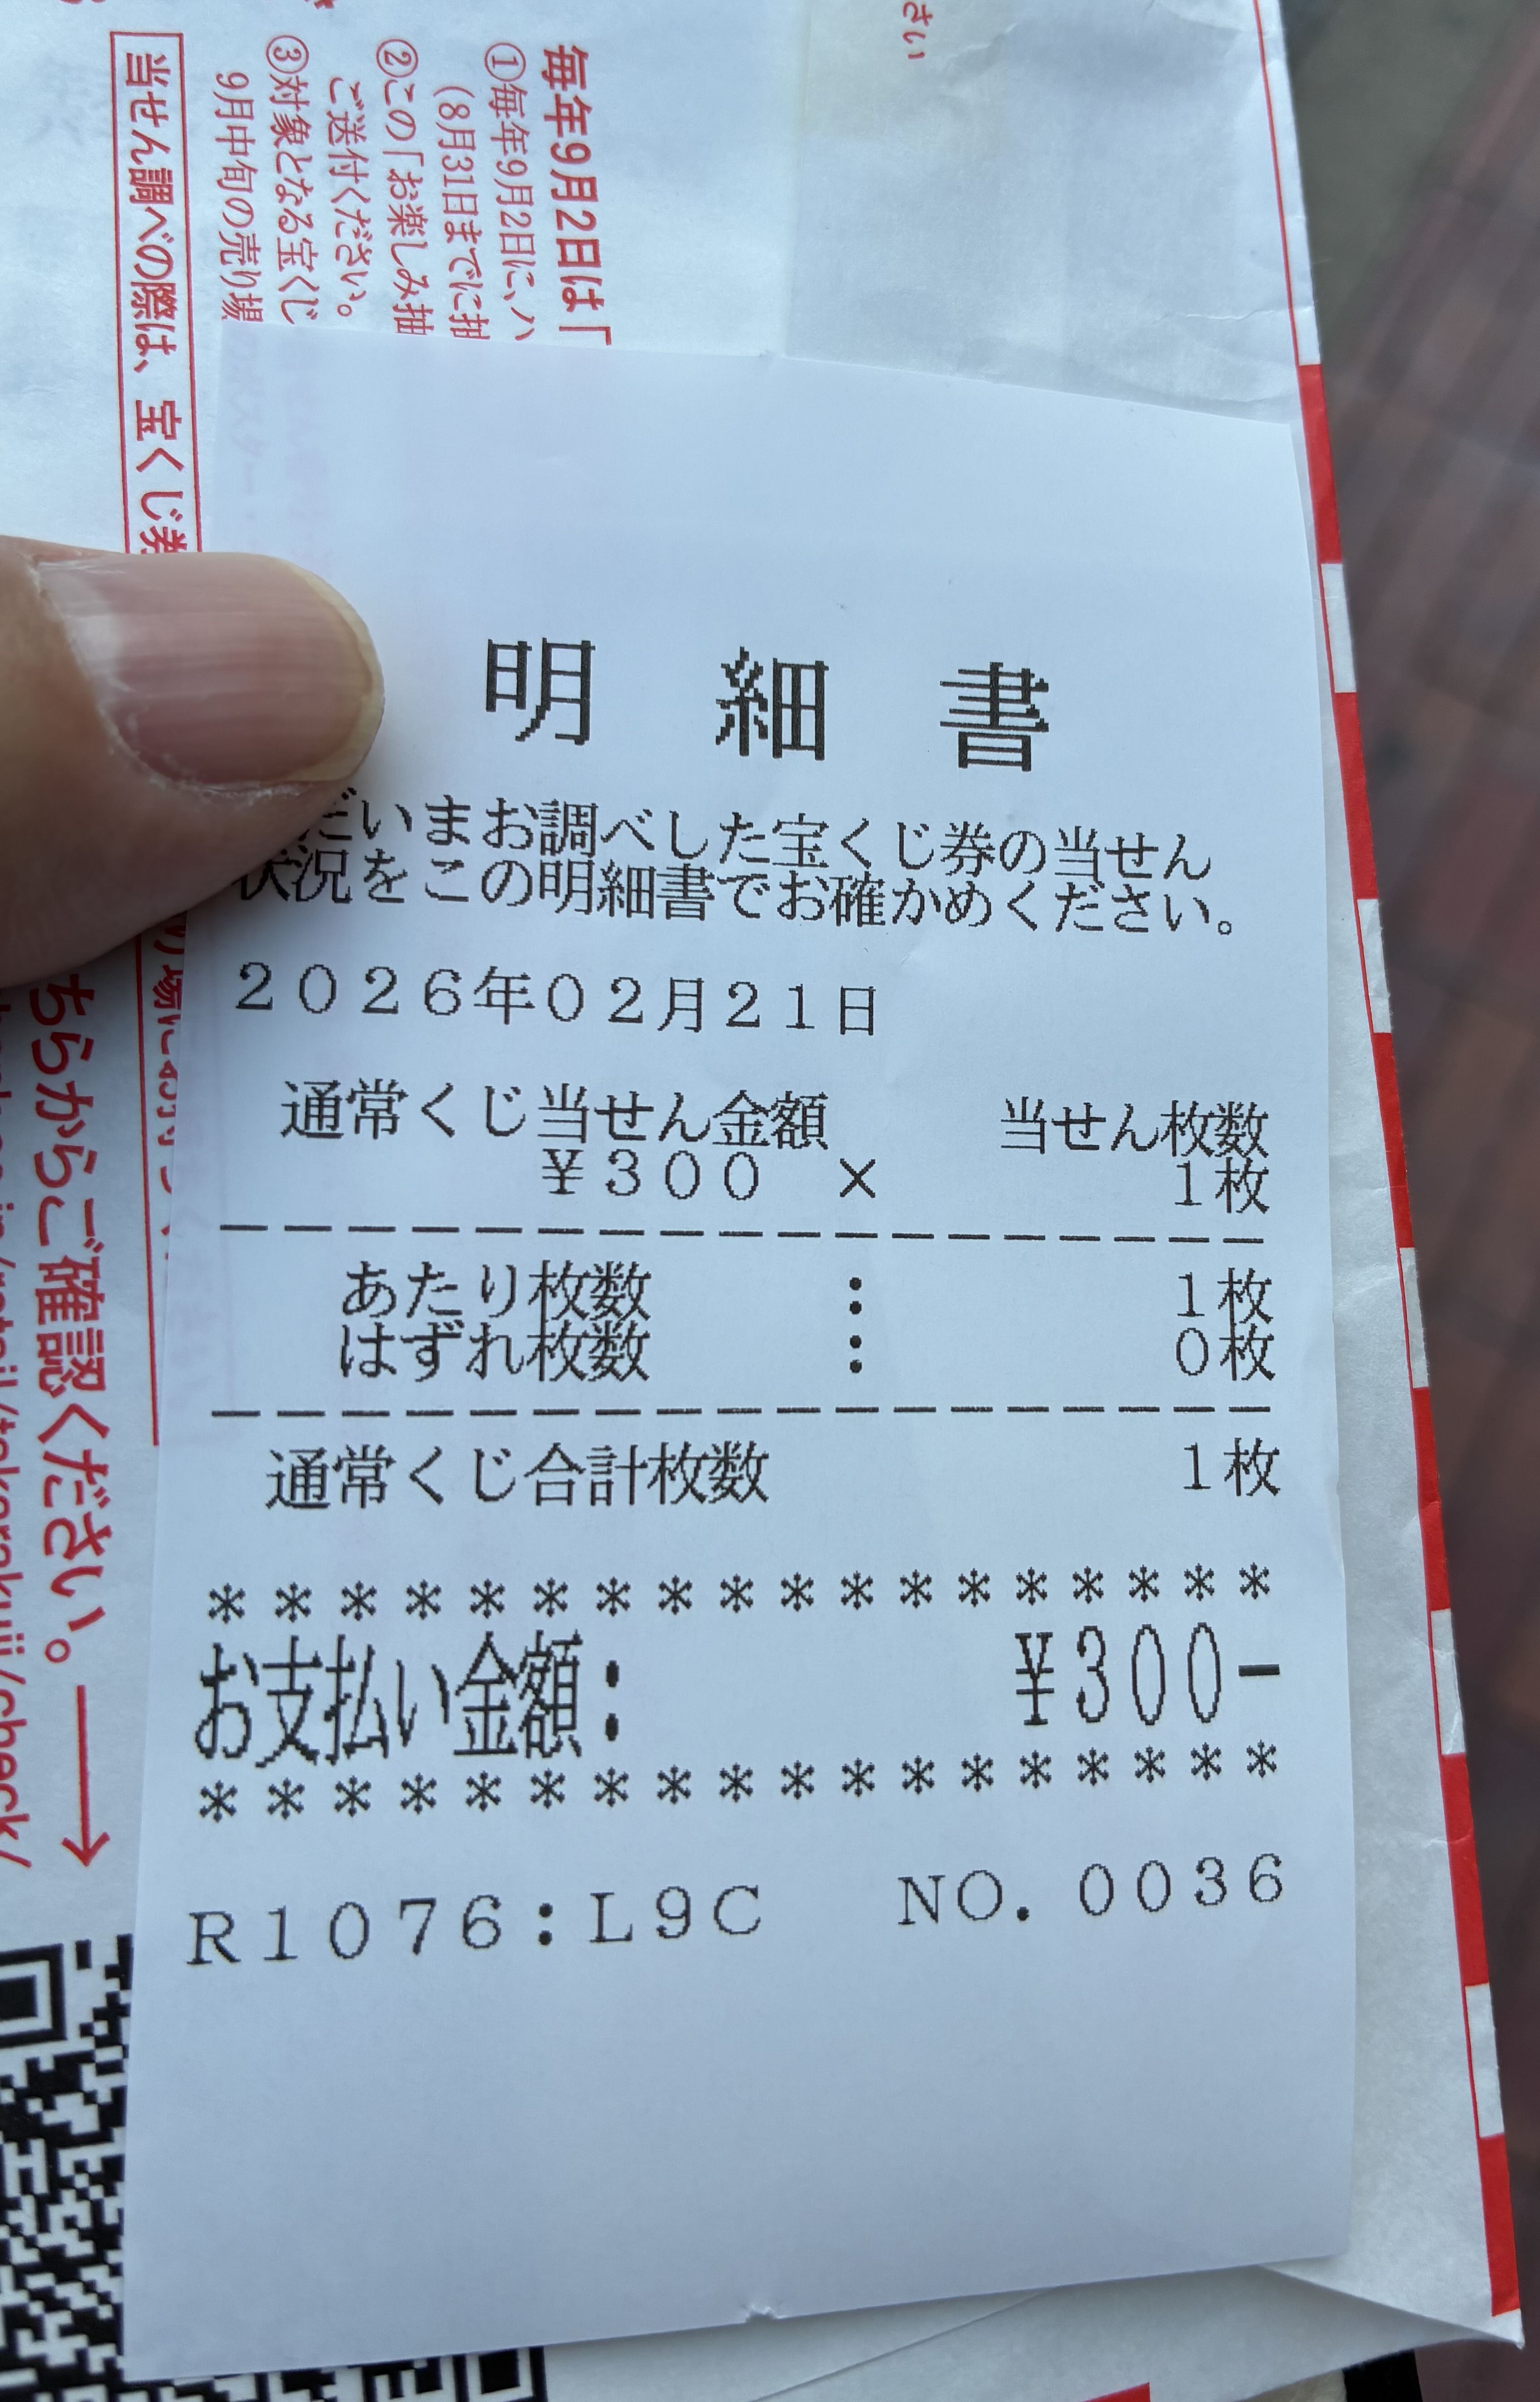 明細書
だいまお調べした宝くじ券の当せん
状況をこの明細書でお確かめください。
2026年02月21日
通常くじ当せん金額 当せん枚数
¥300 × 1枚
あたり枚数 : 1枚
はずれ枚数 : 0枚
通常くじ合計枚数 1枚
****************** 
お支払い金額: ¥300-
******************
R1076:L9C NO.0036
さい
毎年9月2日は「
①毎年9月2日に、ハ
(8月31日までに抽
②この「お楽しみ抽
ご送付ください。
③対象となる宝くじ
9月中旬の売り場
当せん調べの際は、宝くじ券
ちらからご確認ください。→